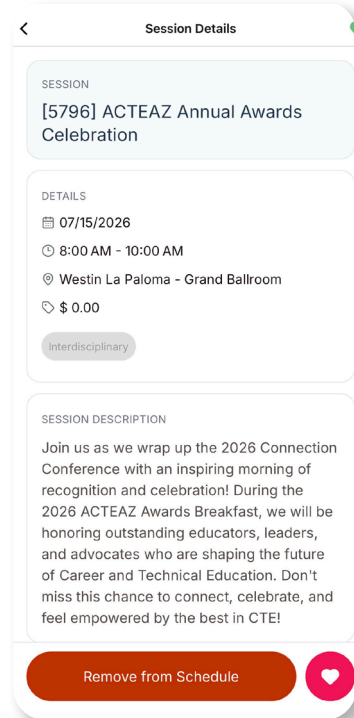 Session Details
SESSION
[5796] ACTEAZ Annual Awards
Celebration
DETAILS
07/15/2026
8:00 AM - 10:00 AM
Westin La Paloma - Grand Ballroom
$ 0.00
Interdisciplinary
SESSION DESCRIPTION
Join us as we wrap up the 2026 Connection
Conference with an inspiring morning of
recognition and celebration! During the
2026 ACTEAZ Awards Breakfast, we will be
honoring outstanding educators, leaders,
and advocates who are shaping the future
of Career and Technical Education. Don't
miss this chance to connect, celebrate, and
feel empowered by the best in CTE!
Remove from Schedule